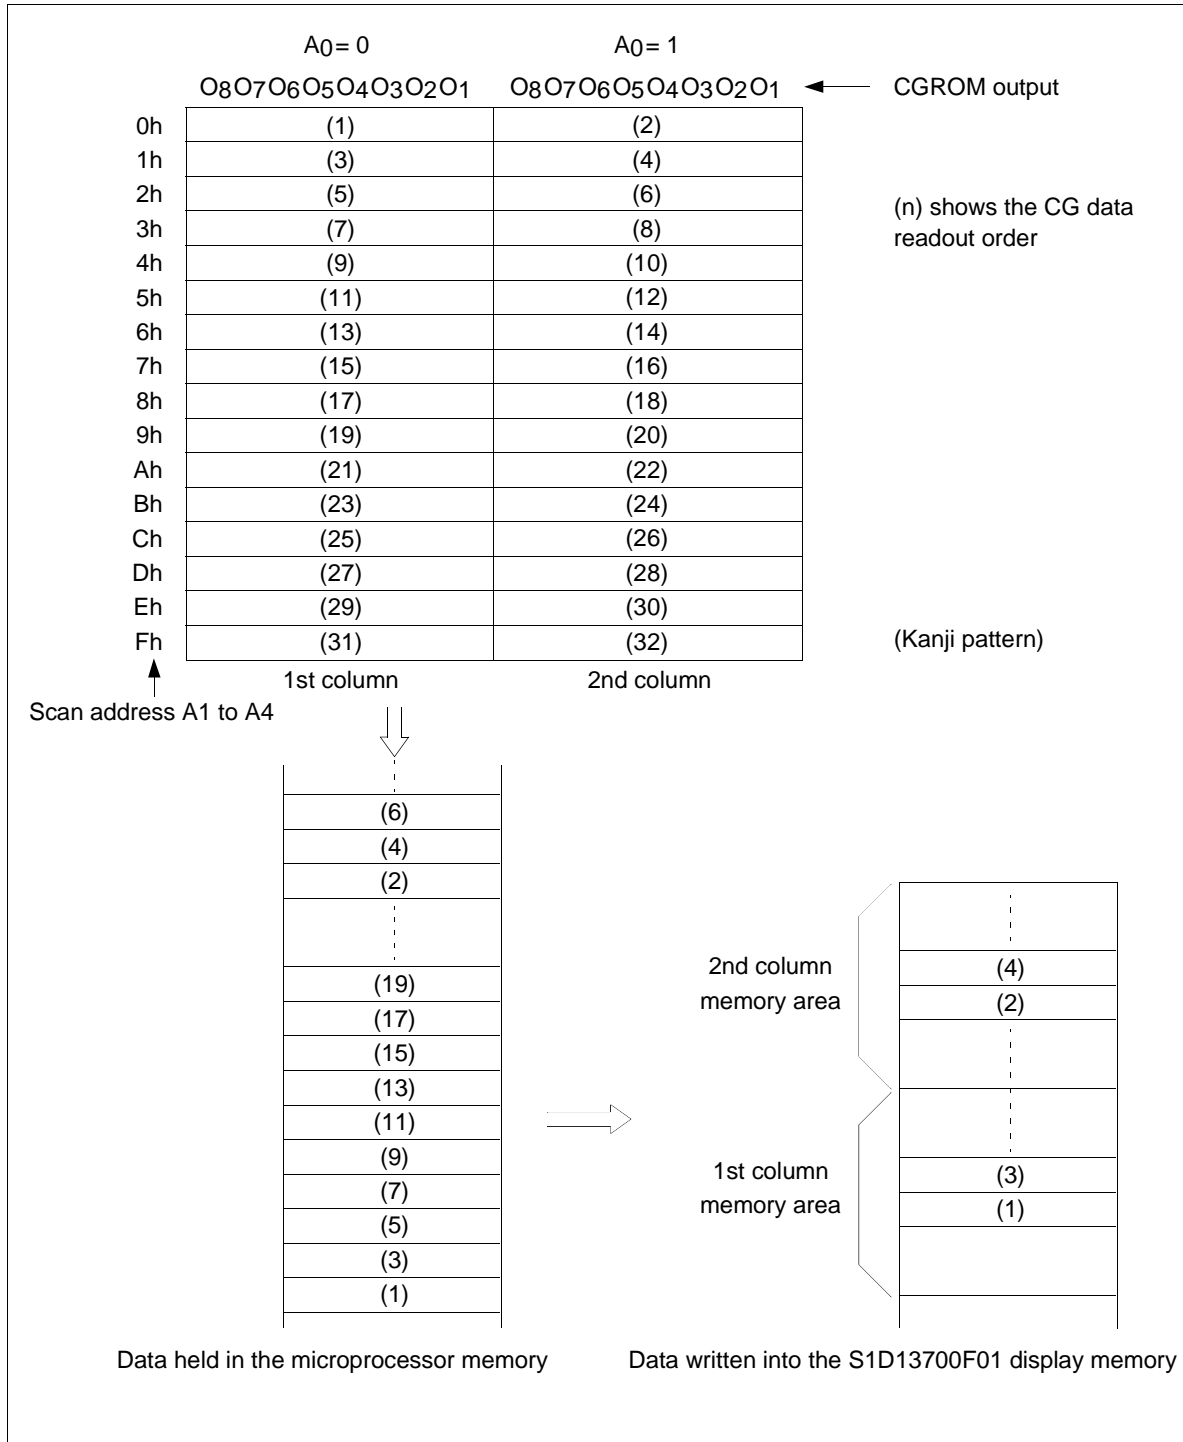 A0= 0 A0= 1
O8O7O6O5O4O3O2O1 O8O7O6O5O4O3O2O1 CGROM output
0h (1) (2)
1h (3) (4)
2h (5) (6)
(n) shows the CG data
3h (7) (8)
readout order
4h (9) (10)
5h (11) (12)
6h (13) (14)
7h (15) (16)
8h (17) (18)
9h (19) (20)
Ah (21) (22)
Bh (23) (24)
Ch (25) (26)
Dh (27) (28)
Eh (29) (30)
Fh (31) (32) (Kanji pattern)
1st column 2nd column
Scan address A1 to A4
(6)
(4)
(2)
(19)
(17)
(15)
(13)
(11)
(9)
(7)
(5)
(3)
(1)
2nd column
memory area
(4)
(2)
1st column
memory area
(3)
(1)
Data held in the microprocessor memory
Data written into the S1D13700F01 display memory